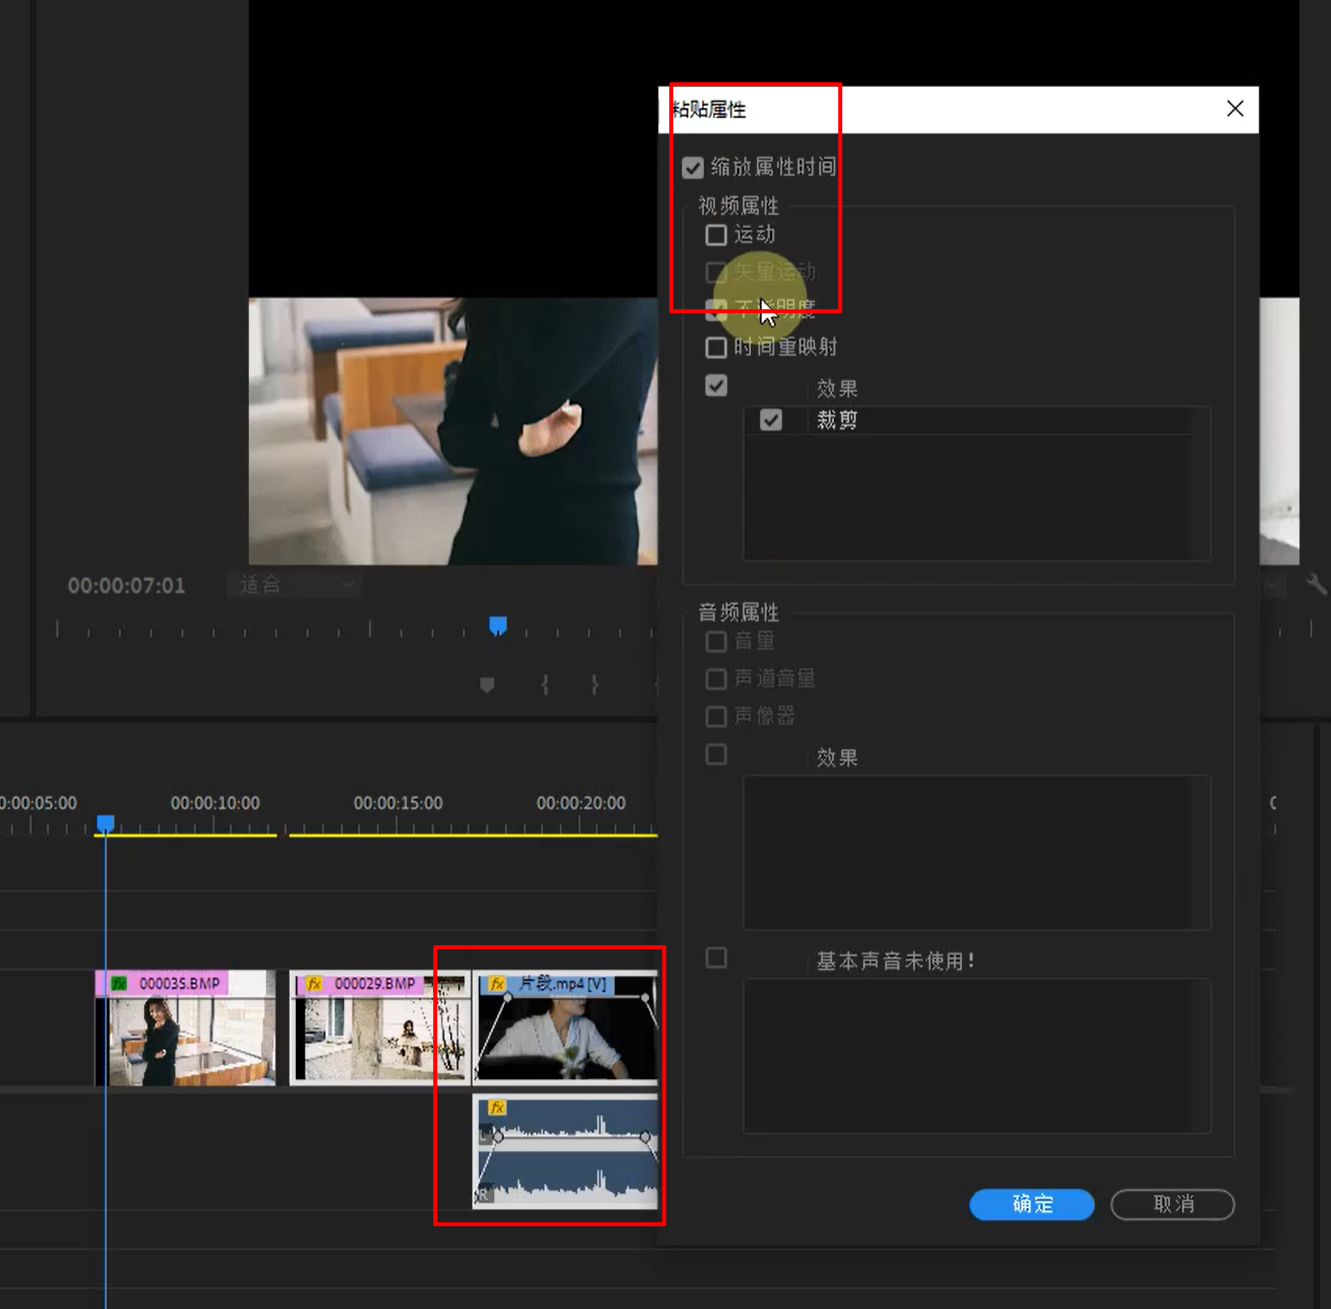 粘贴属性
缩放属性时间
视频属性
运动
矢量运动
不透明度
时间重映射
效果
裁剪
00:00:07:01
适合
音频属性
音量
声道音量
声像器
效果
0:00:05:00
00:00:10:00
00:00:15:00
00:00:20:00
基本声音未使用!
fx 000035.BMP
fx 000029.BMP
fx 片段.mp4 [V]
fx
L
R
确定
取消